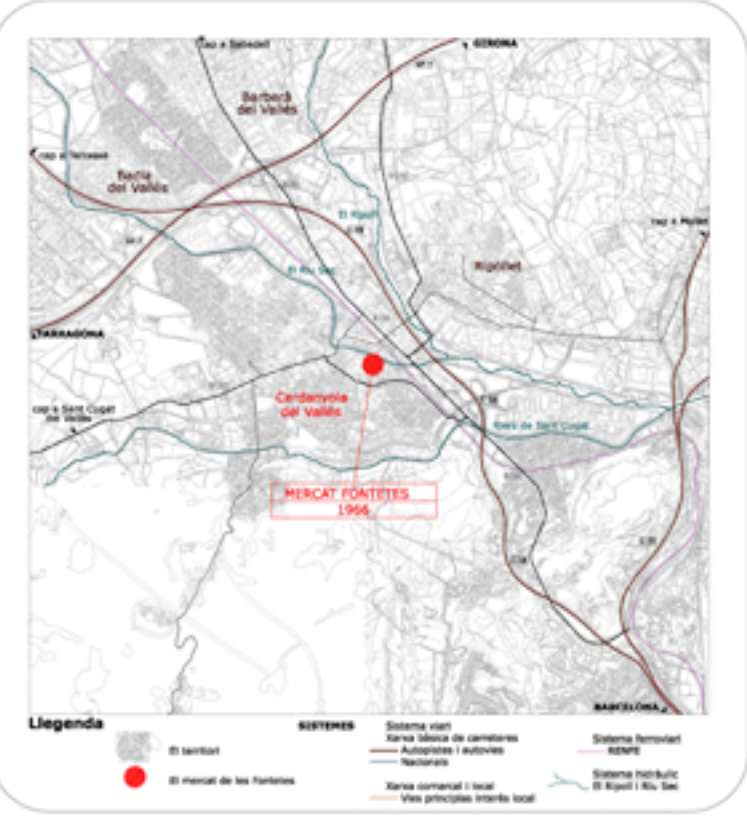 cap a Sabadell
GIRONA
Barberà
del Vallès
cap a Terrassa
Badia
del Vallès
cap a Mollet
El Ripoll
Ripollet
El Riu Sec
TARRAGONA
Cerdanyola
del Vallès
cap a Sant Cugat
del Vallès
Riera de Sant Cugat
MERCAT FONTETES
1966
BARCELONA
Llegenda
El territori
El mercat de les Fontetes
SISTEMES
Sistema viari
Xarxa bàsica de carreteres
Autopistes i autovies
Nacionals
Xarxa comarcal i local
Vies principlas interès local
Sistema ferroviari
RENFE
Sistema hidràulic
El Ripoll i Riu Sec